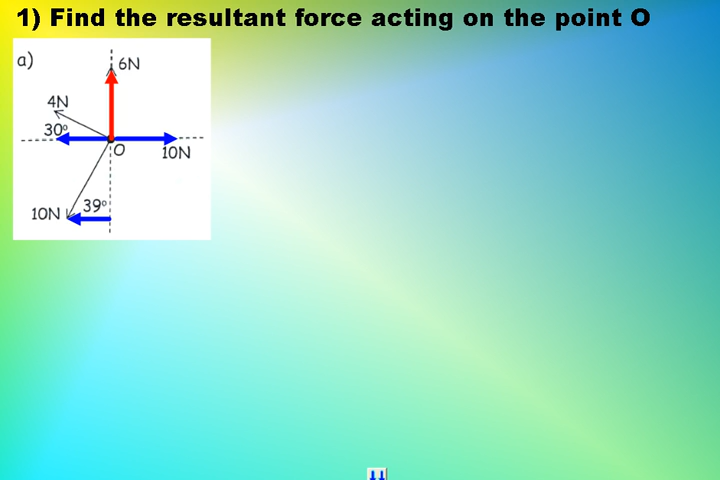 1) Find the resultant force acting on the point O
a)
6N
4N
30°
O
10N
39°
10N